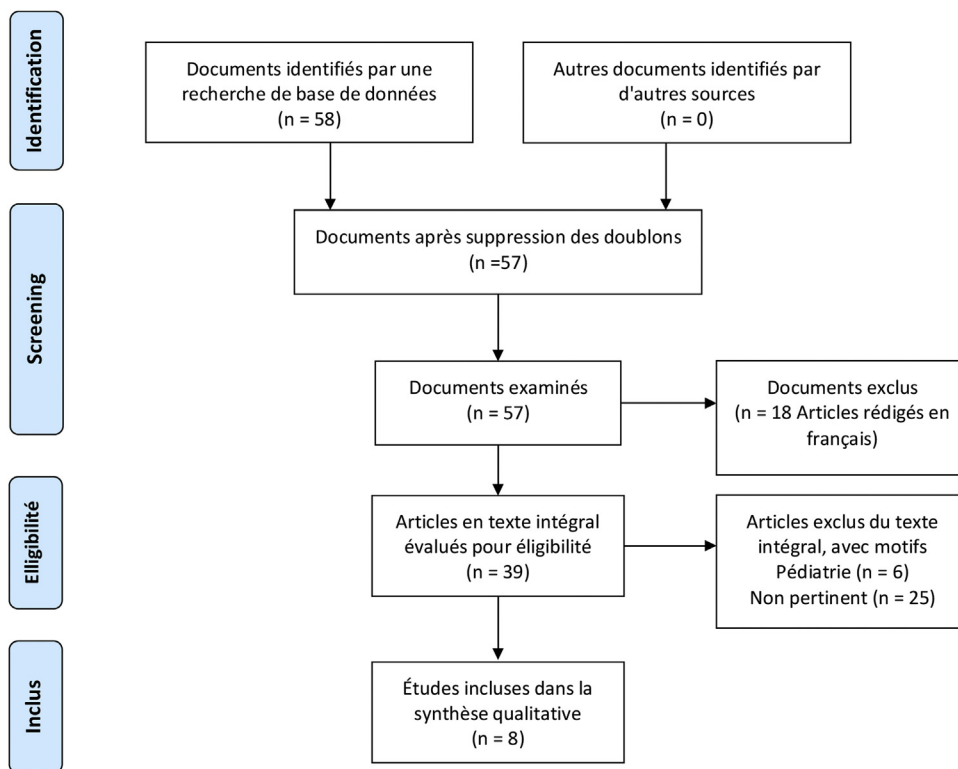 Identification
Documents identifiés par une
recherche de base de données
(n = 58)
Autres documents identifiés par
d'autres sources
(n = 0)
Screening
Documents après suppression des doublons
(n =57)
Documents examinés
(n = 57)
Documents exclus
(n = 18 Articles rédigés en
français)
Elligibilité
Articles en texte intégral
évalués pour éligibilité
(n = 39)
Articles exclus du texte
intégral, avec motifs
Pédiatrie (n = 6)
Non pertinent (n = 25)
Inclus
Études incluses dans la
synthèse qualitative
(n = 8)